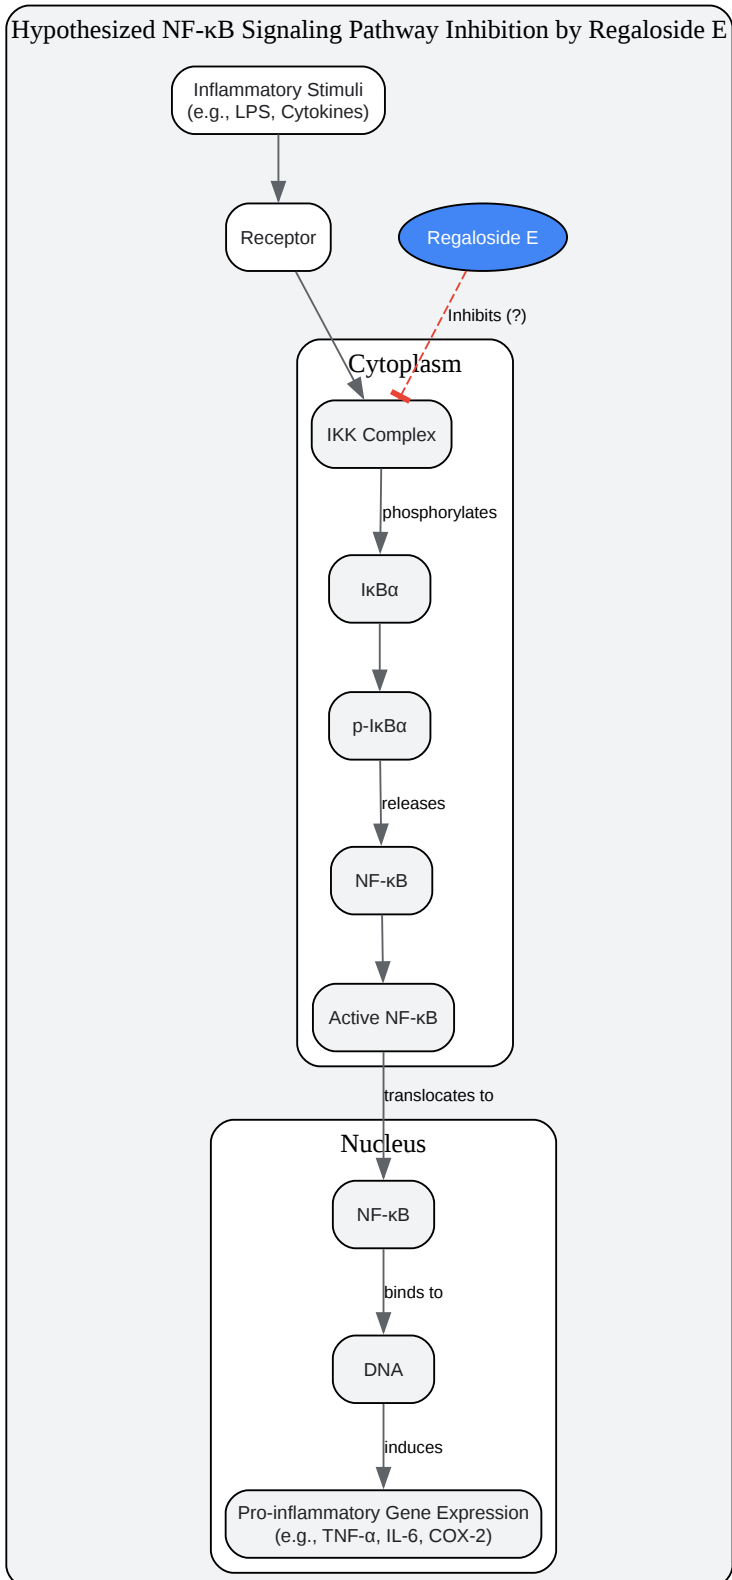 Hypothesized NF-κB Signaling Pathway Inhibition by Regaloside E
Inflammatory Stimuli
(e.g., LPS, Cytokines)
Receptor
Regaloside E
Inhibits (?)
Cytoplasm
IKK Complex
phosphorylates
IκBα
p-IκBα
releases
NF-κB
Active NF-κB
translocates to
Nucleus
NF-κB
binds to
DNA
induces
Pro-inflammatory Gene Expression
(e.g., TNF-α, IL-6, COX-2)